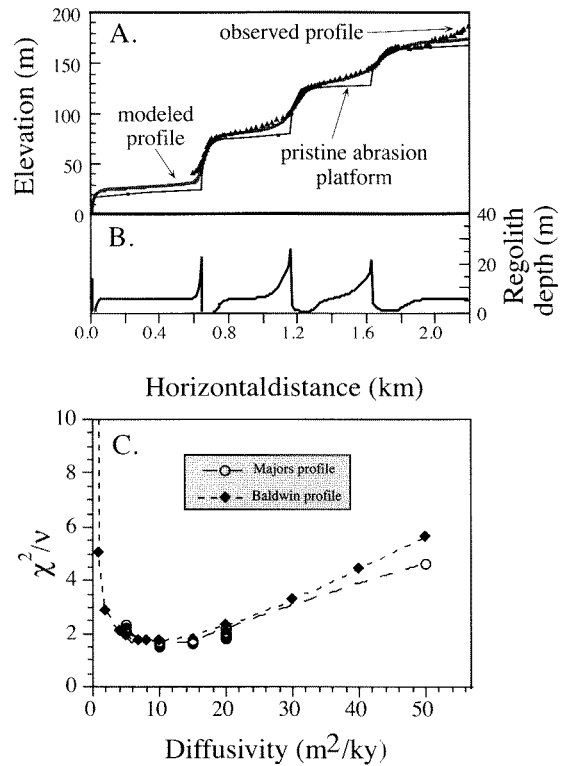 A.
observed profile
modeled
profile
pristine abrasion
platform
Elevation (m)
200
150
100
50
0
B.
40
20
0
Regolith
depth (m)
0.0
0.4
0.8
1.2
1.6
2.0
Horizontaldistance (km)
C.
Majors profile
Baldwin profile
χ²/ν
10
8
6
4
2
0
0
10
20
30
40
50
Diffusivity (m²/ky)